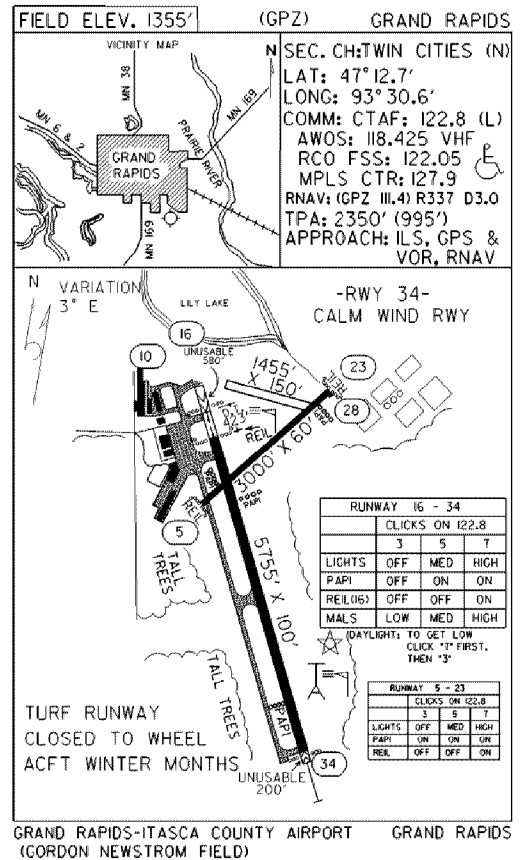 FIELD ELEV. 1355' (GPZ) GRAND RAPIDS
VICINITY MAP
N
MN 38
MN 169
MN 6 & 2
PRAIRIE RIVER
GRAND
RAPIDS
MN 169
SEC. CH:TWIN CITIES (N)
LAT: 47°12.7'
LONG: 93°30.6'
COMM: CTAF: 122.8 (L)
AWOS: 118.425 VHF
RCO FSS: 122.05
MPLS CTR: 127.9
RNAV: (GPZ 111.4) R337 D3.0
TPA: 2350' (995')
APPROACH: ILS, GPS &
VOR, RNAV
N
VARIATION
3° E
LILY LAKE
-RWY 34-
CALM WIND RWY
16
UNUSABLE
580'
10
1455'
X 150'
REIL
23
28
PAPI
REIL
3000' X 60'
PAPI
REIL
5
TALL
TREES
5755' X 100'
RUNWAY 16 - 34
CLICKS ON 122.8
3 5 7
LIGHTS OFF MED HIGH
PAPI OFF ON ON
REIL(16) OFF OFF ON
MALS LOW MED HIGH
(DAYLIGHT: TO GET LOW
CLICK "7" FIRST,
THEN "3"
TALL TREES
PAPI
RUNWAY 5 - 23
CLICKS ON 122.8
3 5 7
LIGHTS OFF MED HIGH
PAPI ON ON ON
REIL OFF OFF ON
TURF RUNWAY
CLOSED TO WHEEL
ACFT WINTER MONTHS
UNUSABLE
200'
34
GRAND RAPIDS-ITASCA COUNTY AIRPORT GRAND RAPIDS
(GORDON NEWSTROM FIELD)